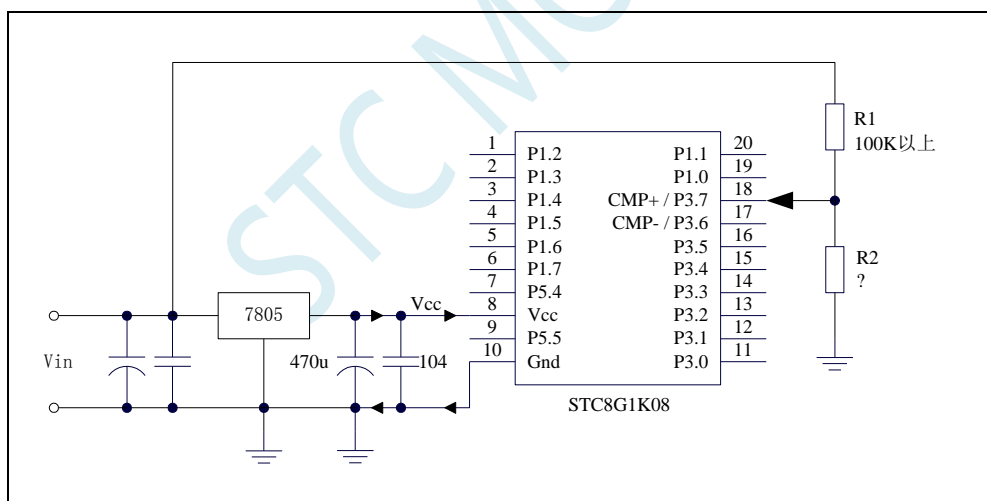 STC MC
R1
100K以上
1
P1.2
P1.1
20
2
P1.3
P1.0
19
3
P1.4
CMP+ / P3.7
18
4
P1.5
CMP- / P3.6
17
5
P1.6
P3.5
16
6
P1.7
P3.4
15
R2
?
7
P5.4
P3.3
14
7805
Vcc
8
Vcc
P3.2
13
9
P5.5
P3.1
12
Vin
470u
104
10
Gnd
P3.0
11
STC8G1K08